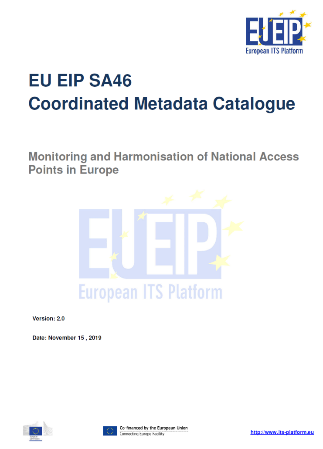 EU EIP
European ITS Platform
EU EIP SA46
Coordinated Metadata Catalogue
Monitoring and Harmonisation of National Access
Points in Europe
EU EIP
European ITS Platform
Version: 2.0
Date: November 15 , 2019
Co-financed by the European Union
Connecting Europe Facility
http://www.its-platform.eu